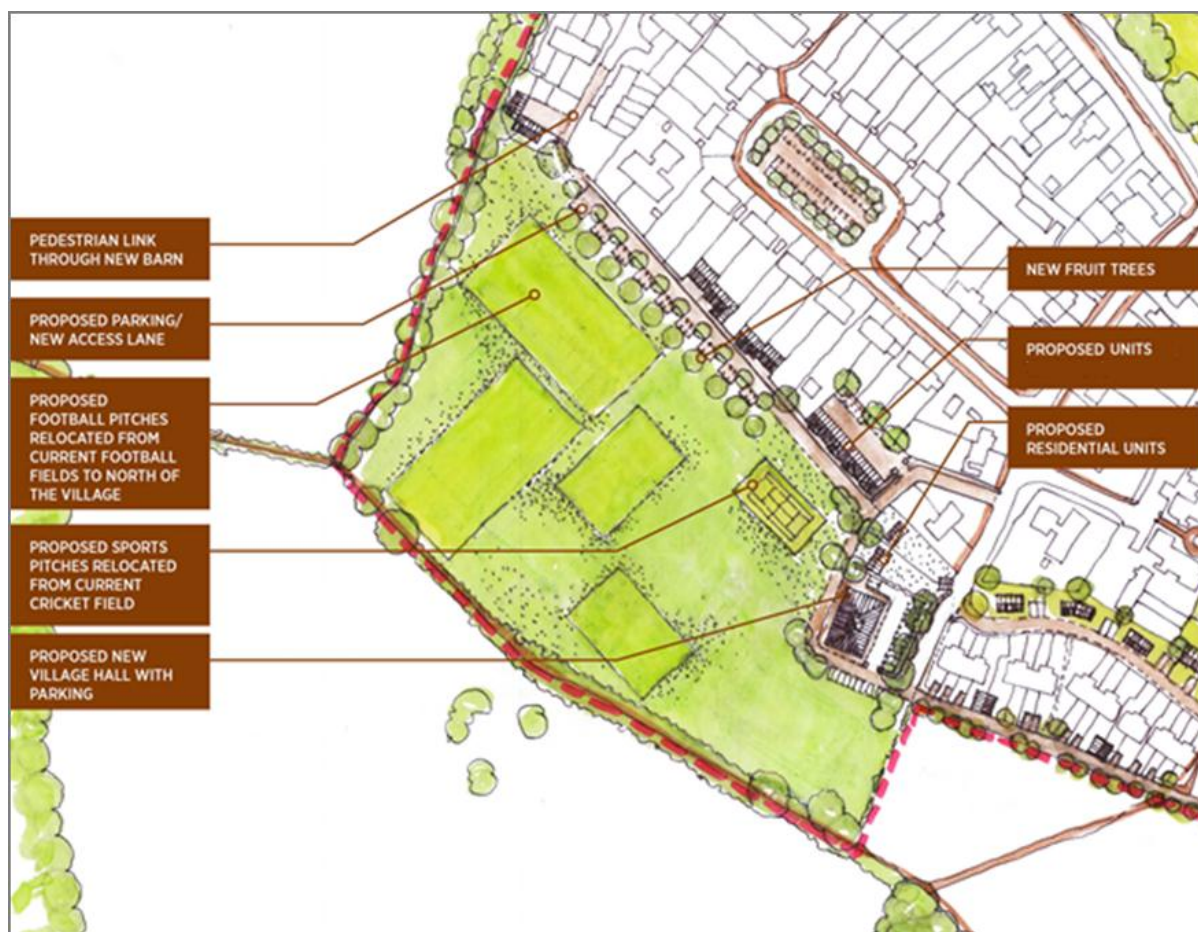 PEDESTRIAN LINK
THROUGH NEW BARN
PROPOSED PARKING/
NEW ACCESS LANE
PROPOSED
FOOTBALL PITCHES
RELOCATED FROM
CURRENT FOOTBALL
FIELDS TO NORTH OF
THE VILLAGE
PROPOSED SPORTS
PITCHES RELOCATED
FROM CURRENT
CRICKET FIELD
PROPOSED NEW
VILLAGE HALL WITH
PARKING
NEW FRUIT TREES
PROPOSED UNITS
PROPOSED
RESIDENTIAL UNITS